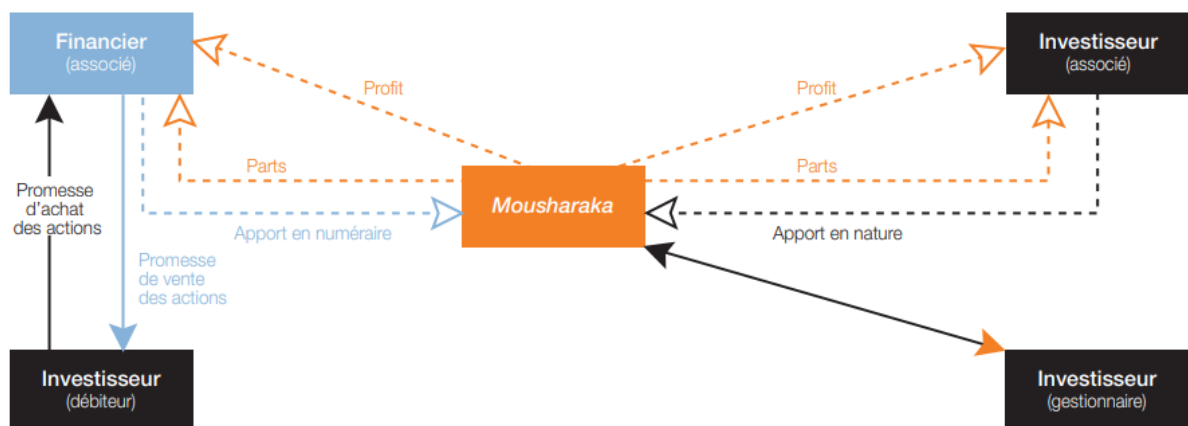 Financier
(associé)
Investisseur
(associé)
Profit
Profit
Parts
Parts
Mousharaka
Promesse
d'achat
des actions
Apport en numéraire
Apport en nature
Promesse
de vente
des actions
Investisseur
(débiteur)
Investisseur
(gestionnaire)